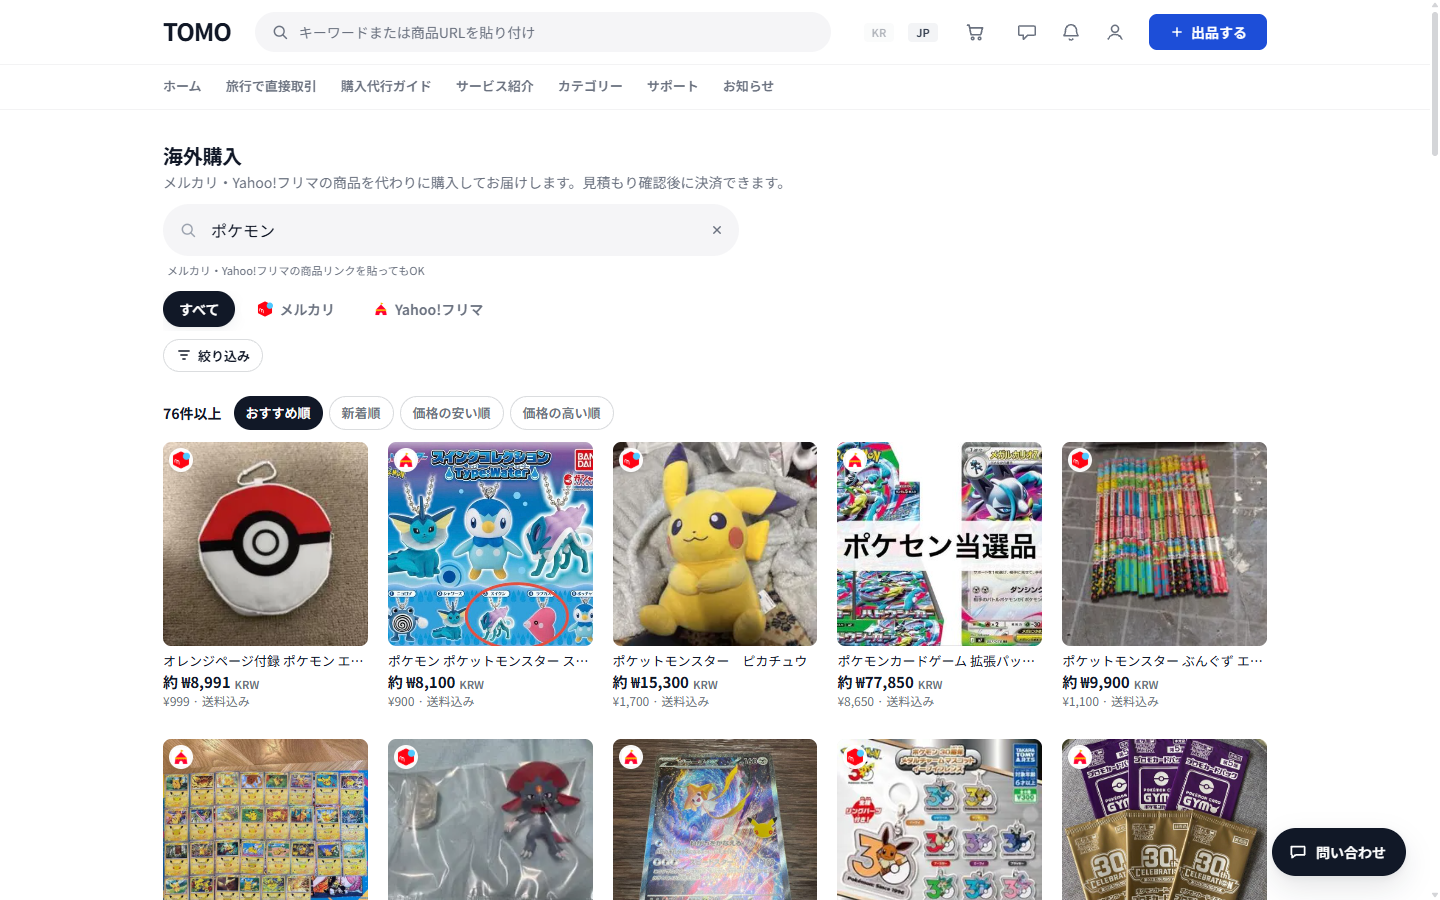 TOMO
キーワードまたは商品URLを貼り付け
KR
JP
出品する
ホーム
旅行で直接取引
購入代行ガイド
サービス紹介
カテゴリー
サポート
お知らせ
海外購入
メルカリ・Yahoo!フリマの商品を代わりに購入してお届けします。見積もり確認後に決済できます。
ポケモン
メルカリ・Yahoo!フリマの商品リンクを貼ってもOK
すべて
メルカリ
Yahoo!フリマ
絞り込み
76件以上
おすすめ順
新着順
価格の安い順
価格の高い順
スイングコレクション
Type:Water
BAN
DAI
メガルカリオ
ポケセン当選品
オレンジページ付録 ポケモン エ…
約 ₩8,991 KRW
¥999 · 送料込み
ポケモン ポケットモンスター ス…
約 ₩8,100 KRW
¥900 · 送料込み
ポケットモンスター　ピカチュウ
約 ₩15,300 KRW
¥1,700 · 送料込み
ポケモンカードゲーム 拡張パッ…
約 ₩77,850 KRW
¥8,650 · 送料込み
ポケットモンスター ぶんぐず エ…
約 ₩9,900 KRW
¥1,100 · 送料込み
TAKARA
TOMY
ARTS
GYM
30
CELEBRATION
問い合わせ